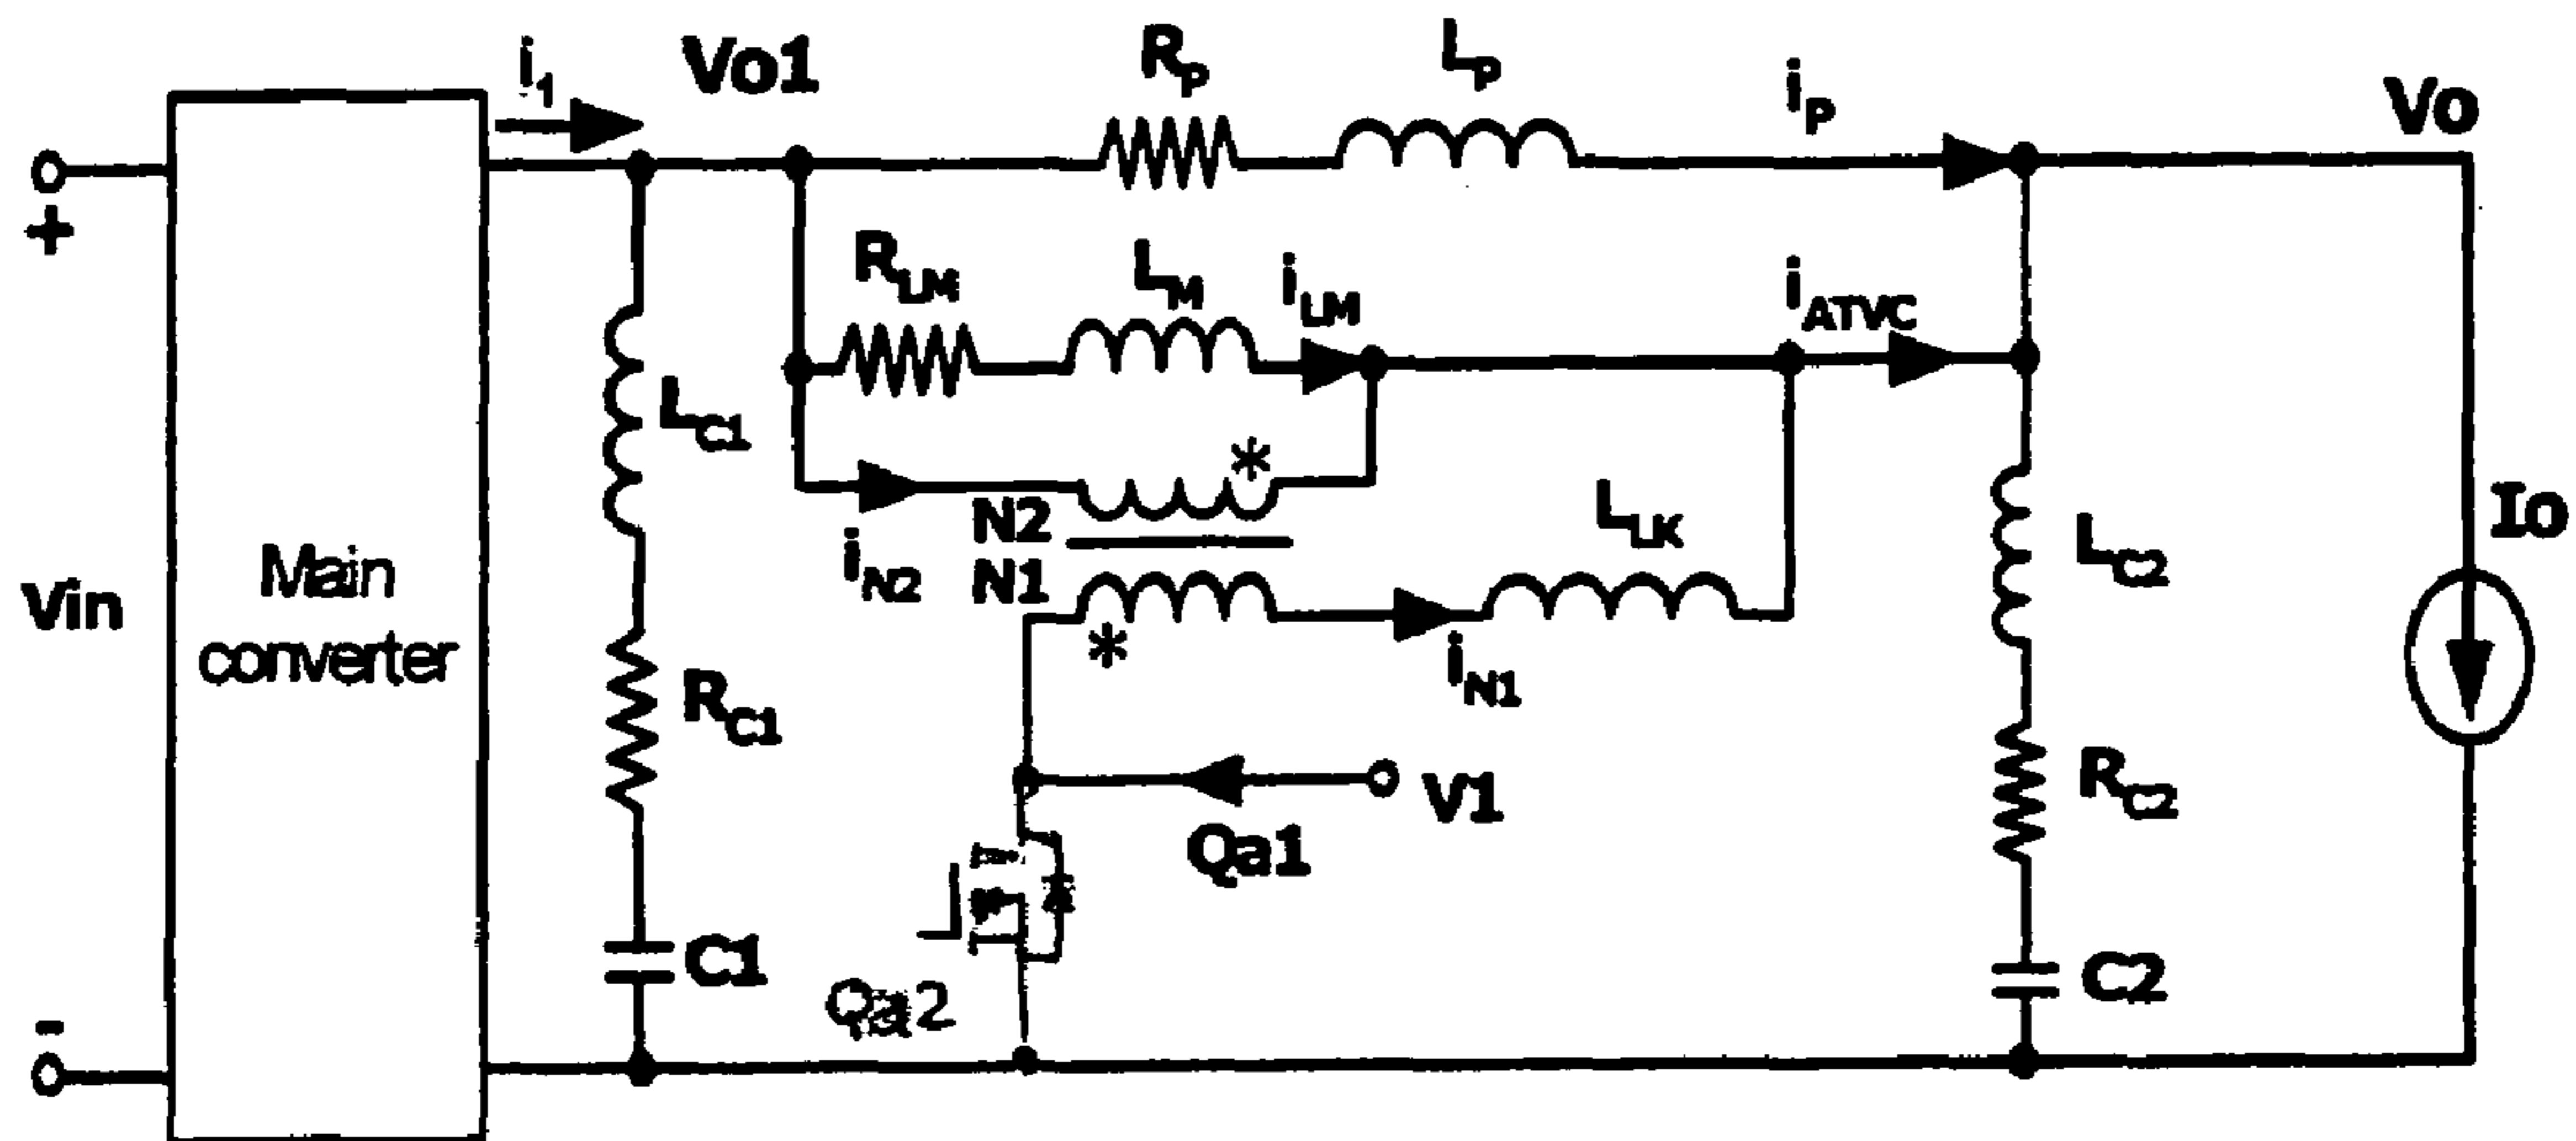 i1
Vo1
RP
LP
iP
Vo
+
RLM
LM
iLM
iATVC
LC1
*
N2
LLK
Io
LC2
iN2
N1
Vin
Main
converter
*
iN1
RC1
V1
RC2
Qa1
C1
C2
Qa2
-